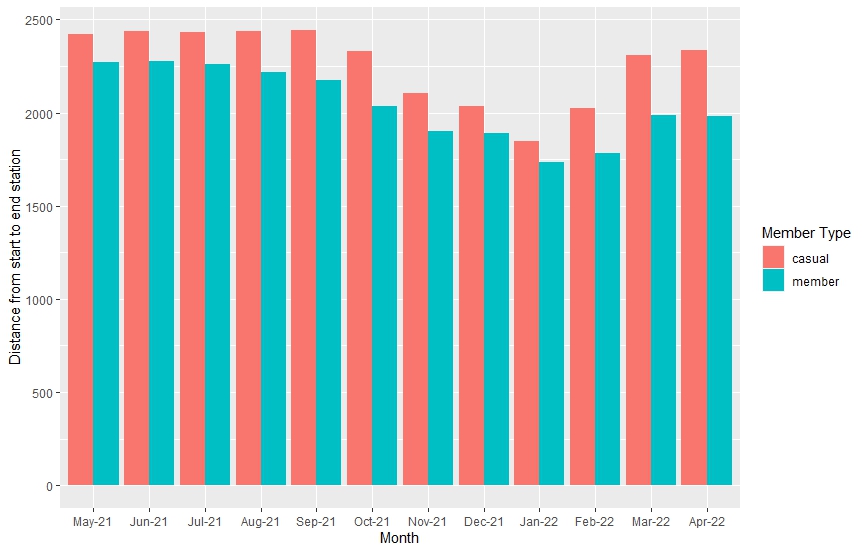 2500
2000
1500
1000
500
0
Distance from start to end station
May-21 Jun-21 Jul-21 Aug-21 Sep-21 Oct-21 Nov-21 Dec-21 Jan-22 Feb-22 Mar-22 Apr-22
Month
Member Type
casual
member